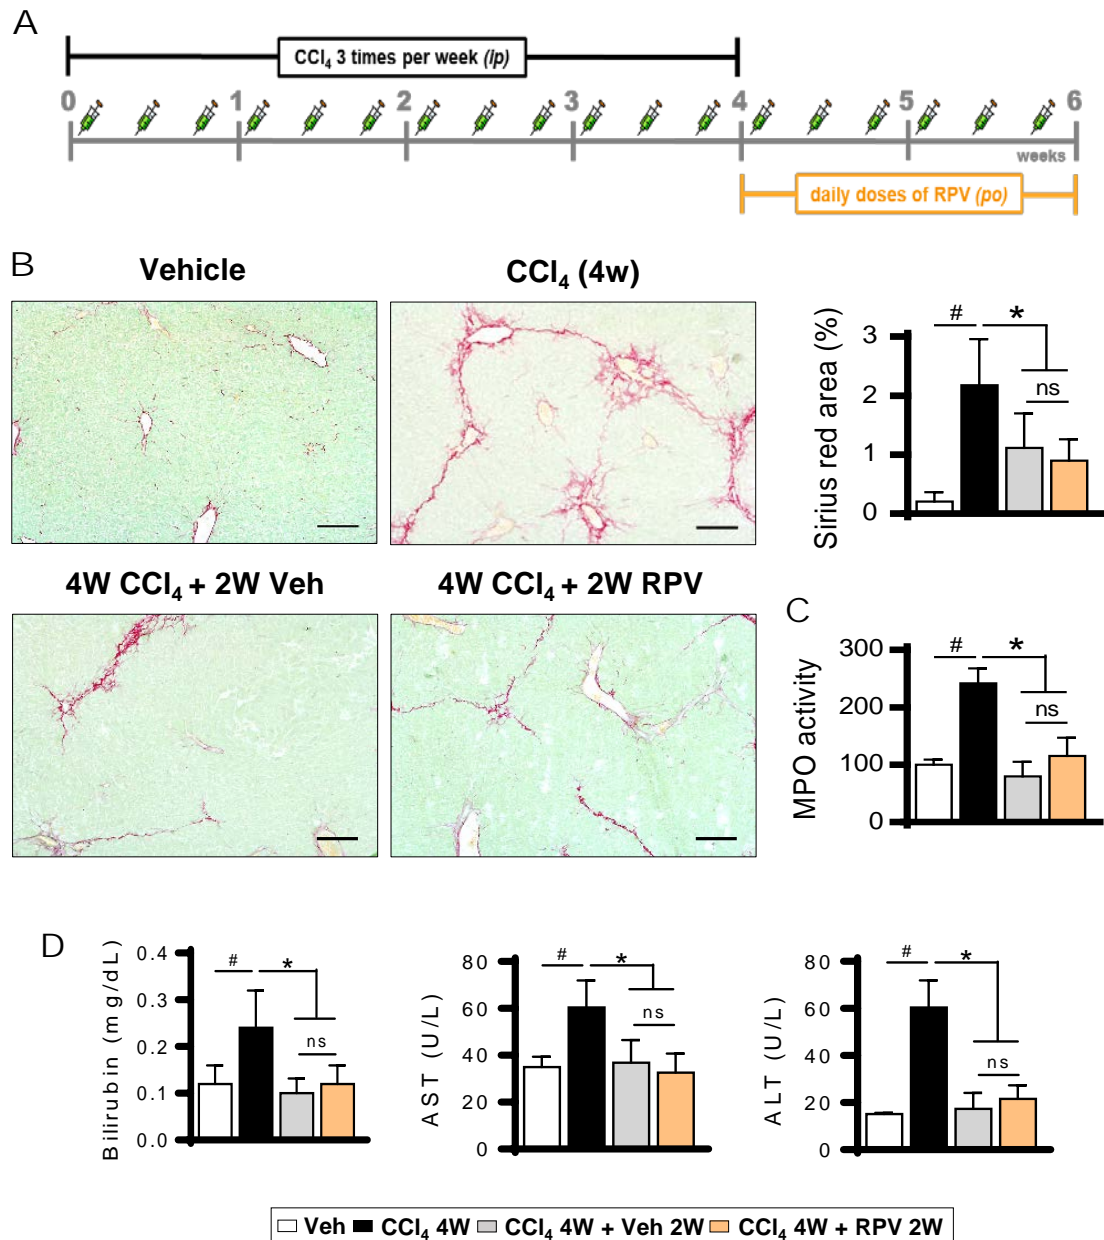 A
CCl₄ 3 times per week (ip)
0 1 2 3 4 5 6
weeks
daily doses of RPV (po)
B
Vehicle
CCl₄ (4w)
4W CCl₄ + 2W Veh
4W CCl₄ + 2W RPV
Sirius red area (%)
3
2
1
0
#
*
ns
C
MPO activity
300
200
100
0
#
*
ns
D
Bilirubin (mg/dL)
0.4
0.3
0.2
0.1
0.0
#
*
ns
AST (U/L)
80
60
40
20
0
#
*
ns
ALT (U/L)
80
60
40
20
0
#
*
ns
Veh CCl₄ 4W CCl₄ 4W + Veh 2W CCl₄ 4W + RPV 2W